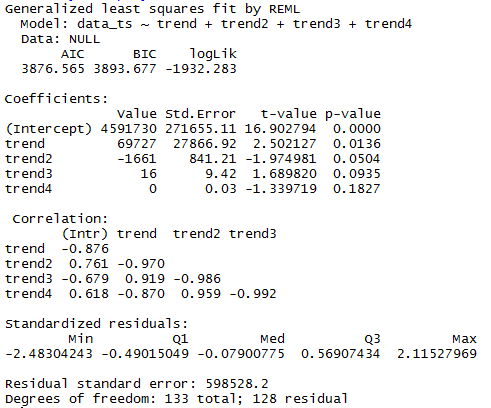 Generalized least squares fit by REML
  Model: data_ts ~ trend + trend2 + trend3 + trend4
  Data: NULL
       AIC      BIC    logLik
  3876.565 3893.677 -1932.283

Coefficients:
              Value Std.Error   t-value p-value
(Intercept) 4591730 271655.11 16.902794  0.0000
trend         69727  27866.92  2.502127  0.0136
trend2        -1661    841.21 -1.974981  0.0504
trend3           16      9.42  1.689820  0.0935
trend4            0      0.03 -1.339719  0.1827

 Correlation:
       (Intr) trend  trend2 trend3
trend  -0.876
trend2  0.761 -0.970
trend3 -0.679  0.919 -0.986
trend4  0.618 -0.870  0.959 -0.992

Standardized residuals:
        Min          Q1         Med          Q3         Max
-2.48304243 -0.49015049 -0.07900775  0.56907434  2.11527969

Residual standard error: 598528.2
Degrees of freedom: 133 total; 128 residual